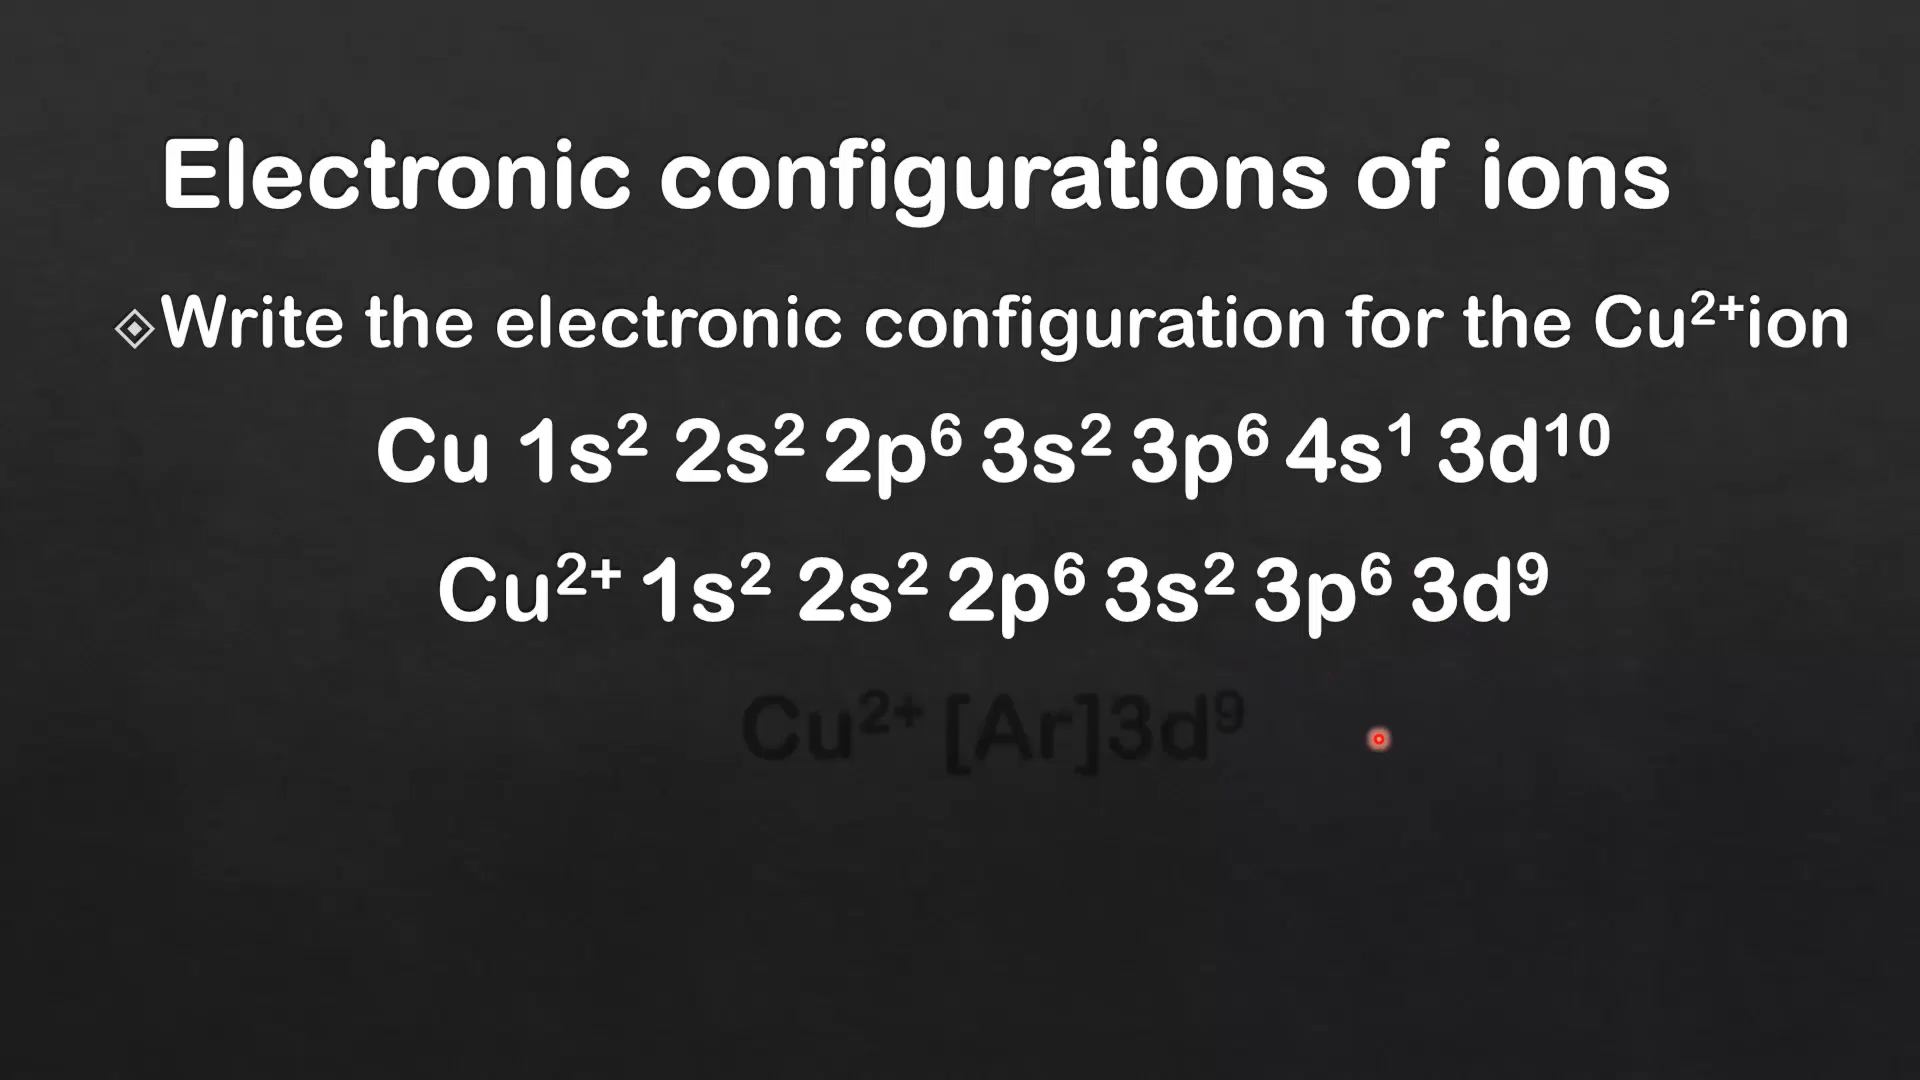 Electronic configurations of ions
Write the electronic configuration for the Cu²⁺ion
Cu 1s² 2s² 2p⁶ 3s² 3p⁶ 4s¹ 3d¹⁰
Cu²⁺ 1s² 2s² 2p⁶ 3s² 3p⁶ 3d⁹
Cu²⁺ [Ar]3d⁹